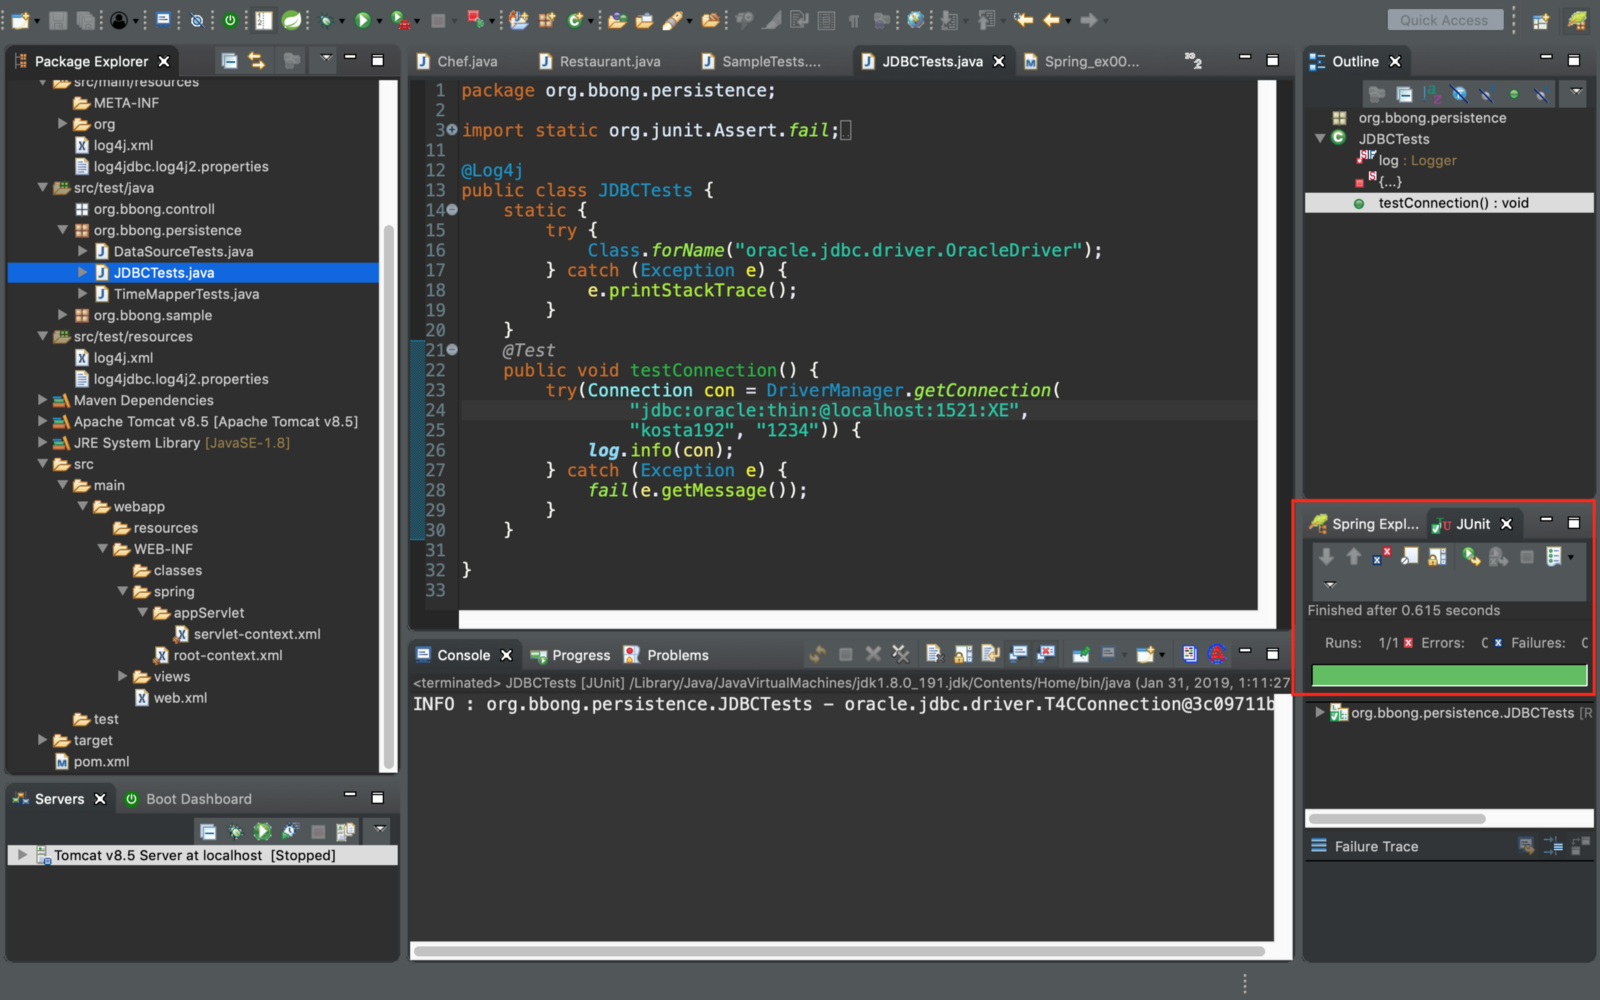 Quick Access
Package Explorer
src/main/resources
META-INF
org
log4j.xml
log4jdbc.log4j2.properties
src/test/java
org.bbong.controll
org.bbong.persistence
DataSourceTests.java
JDBCTests.java
TimeMapperTests.java
org.bbong.sample
src/test/resources
log4j.xml
log4jdbc.log4j2.properties
Maven Dependencies
Apache Tomcat v8.5 [Apache Tomcat v8.5]
JRE System Library [JavaSE-1.8]
src
main
webapp
resources
WEB-INF
classes
spring
appServlet
servlet-context.xml
root-context.xml
views
web.xml
test
target
pom.xml
Servers
Boot Dashboard
Tomcat v8.5 Server at localhost [Stopped]
Chef.java
Restaurant.java
SampleTests....
JDBCTests.java
Spring_ex00...
2
1 package org.bbong.persistence;
2
3 import static org.junit.Assert.fail;
11
12 @Log4j
13 public class JDBCTests {
14 static {
15 try {
16 Class.forName("oracle.jdbc.driver.OracleDriver");
17 } catch (Exception e) {
18 e.printStackTrace();
19 }
20 }
21 @Test
22 public void testConnection() {
23 try(Connection con = DriverManager.getConnection(
24 "jdbc:oracle:thin:@localhost:1521:XE",
25 "kosta192", "1234")) {
26 log.info(con);
27 } catch (Exception e) {
28 fail(e.getMessage());
29 }
30 }
31
32 }
33
Console
Progress
Problems
<terminated> JDBCTests [JUnit] /Library/Java/JavaVirtualMachines/jdk1.8.0_191.jdk/Contents/Home/bin/java (Jan 31, 2019, 1:11:27
INFO : org.bbong.persistence.JDBCTests - oracle.jdbc.driver.T4CConnection@3c09711b
Outline
org.bbong.persistence
JDBCTests
log : Logger
{...}
testConnection() : void
Spring Expl...
JUnit
Finished after 0.615 seconds
Runs: 1/1 Errors: Failures:
org.bbong.persistence.JDBCTests [R
Failure Trace